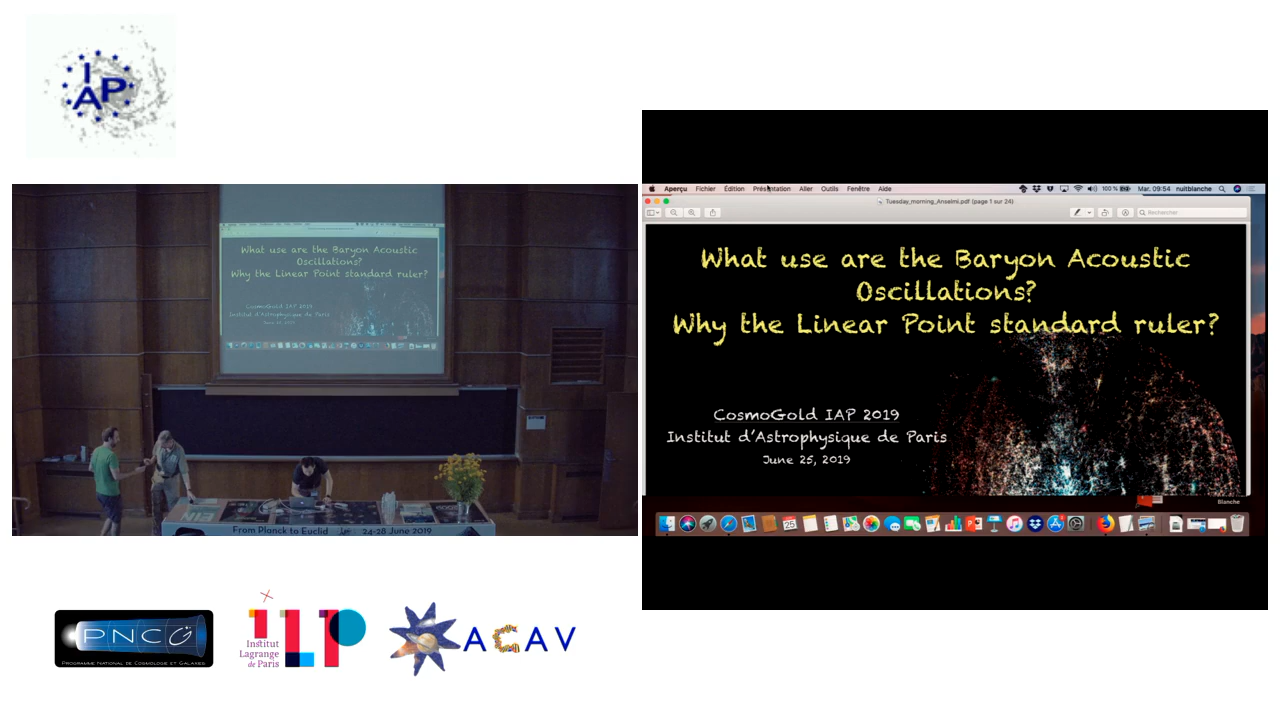 I
AP
What use are the Baryon Acoustic
Oscillations?
Why the Linear Point standard ruler?
CosmoGold IAP 2019
Institut d'Astrophysique de Paris
June 25, 2019
From Planck to Euclid
24-28 June 2019
Aperçu Fichier Édition Présentation Aller Outils Fenêtre Aide
100 % Mar. 09:54 nuitblanche
Tuesday_morning_Anselmi.pdf (page 1 sur 24)
Rechercher
What use are the Baryon Acoustic
Oscillations?
Why the Linear Point standard ruler?
CosmoGold IAP 2019
Institut d'Astrophysique de Paris
June 25, 2019
Blanche
25
PNCG
PROGRAMME NATIONAL DE COSMOLOGIE ET GALAXIES
iLP
Institut
Lagrange
de Paris
ACAV